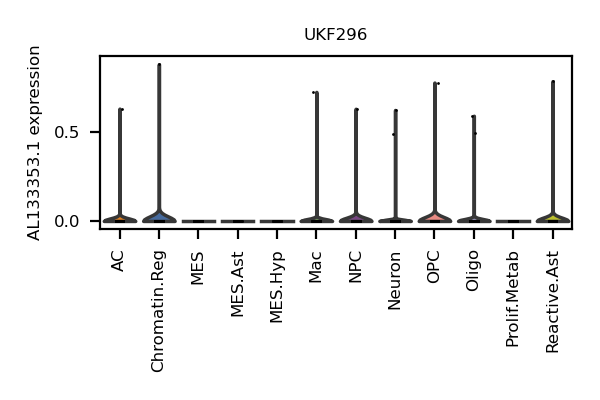 UKF296
AL133353.1 expression
0.5
0.0
AC
Chromatin.Reg
MES
MES.Ast
MES.Hyp
Mac
NPC
Neuron
OPC
Oligo
Prolif.Metab
Reactive.Ast